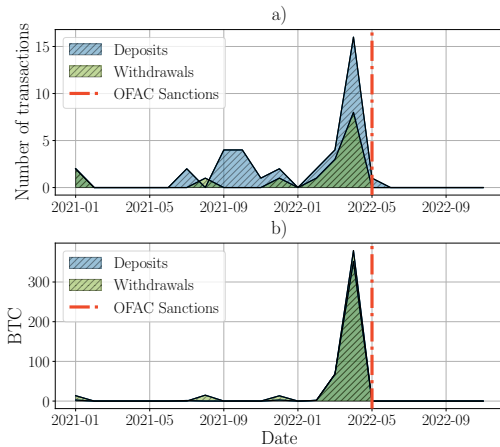 a)
Number of transactions
15
10
5
0
Deposits
Withdrawals
OFAC Sanctions
2021-01 2021-05 2021-09 2022-01 2022-05 2022-09
b)
BTC
300
200
100
0
Deposits
Withdrawals
OFAC Sanctions
2021-01 2021-05 2021-09 2022-01 2022-05 2022-09
Date